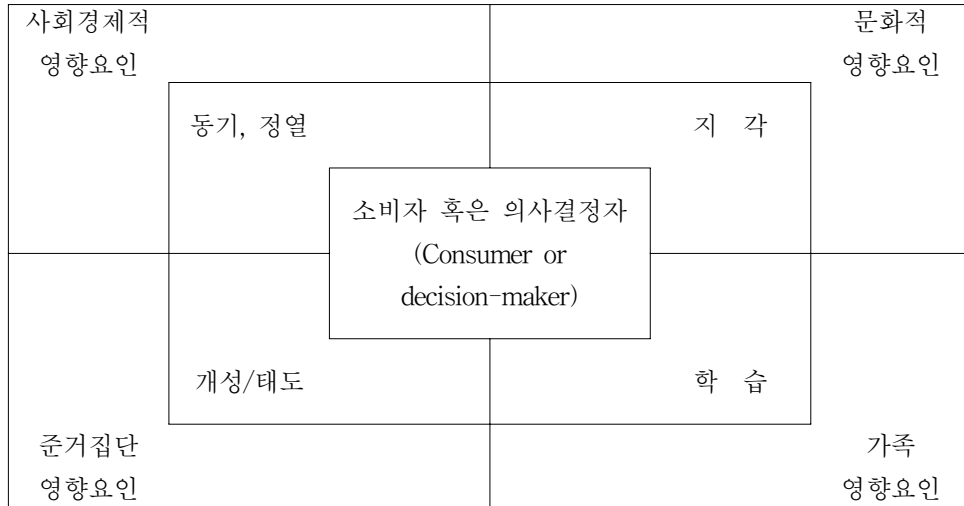 사회경제적
영향요인
문화적
영향요인
동기, 정열
지 각
소비자 혹은 의사결정자
(Consumer or
decision-maker)
개성/태도
학 습
준거집단
영향요인
가족
영향요인